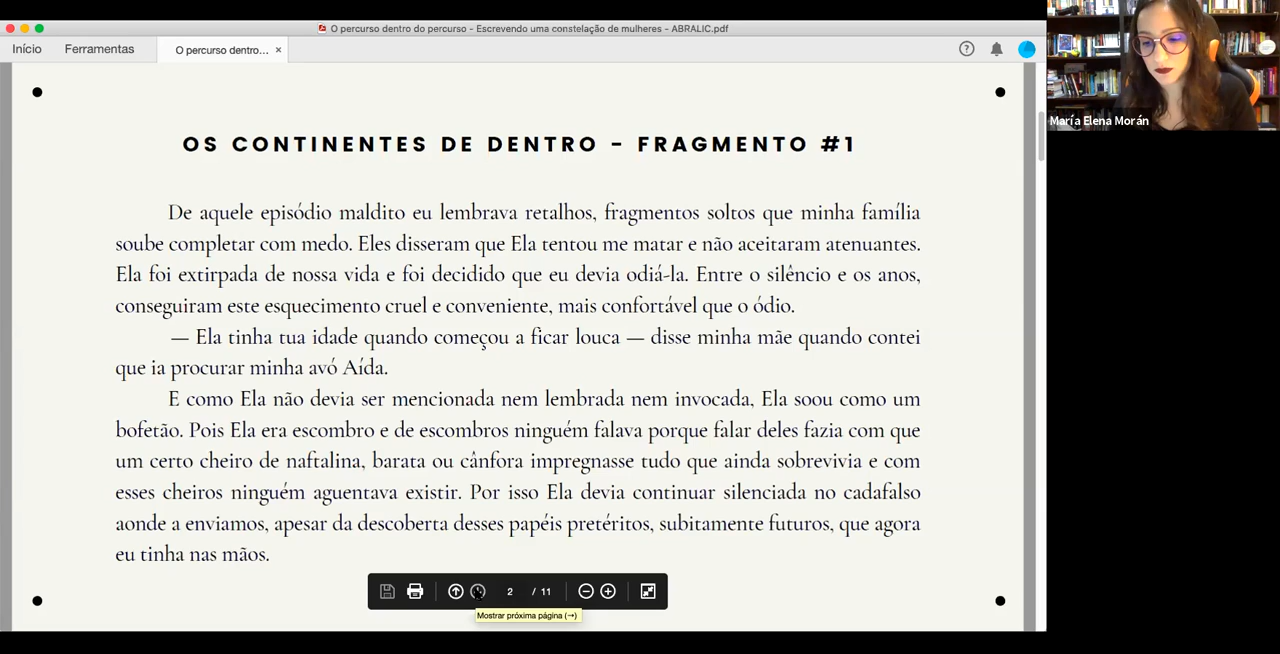 O percurso dentro do percurso - Escrevendo uma constelação de mulheres - ABRALIC.pdf
Início
Ferramentas
O percurso dentro... ×
?
OS CONTINENTES DE DENTRO - FRAGMENTO #1
De aquele episódio maldito eu lembrava retalhos, fragmentos soltos que minha família
soube completar com medo. Eles disseram que Ela tentou me matar e não aceitaram atenuantes.
Ela foi extirpada de nossa vida e foi decidido que eu devia odiá-la. Entre o silêncio e os anos,
conseguiram este esquecimento cruel e conveniente, mais confortável que o ódio.
— Ela tinha tua idade quando começou a ficar louca — disse minha mãe quando contei
que ia procurar minha avó Aída.
E como Ela não devia ser mencionada nem lembrada nem invocada, Ela soou como um
bofetão. Pois Ela era escombro e de escombros ninguém falava porque falar deles fazia com que
um certo cheiro de naftalina, barata ou cânfora impregnasse tudo que ainda sobrevivia e com
esses cheiros ninguém aguentava existir. Por isso Ela devia continuar silenciada no cadafalso
aonde a enviamos, apesar da descoberta desses papéis pretéritos, subitamente futuros, que agora
eu tinha nas mãos.
2 / 11
Mostrar próxima página (→)
María Elena Morán